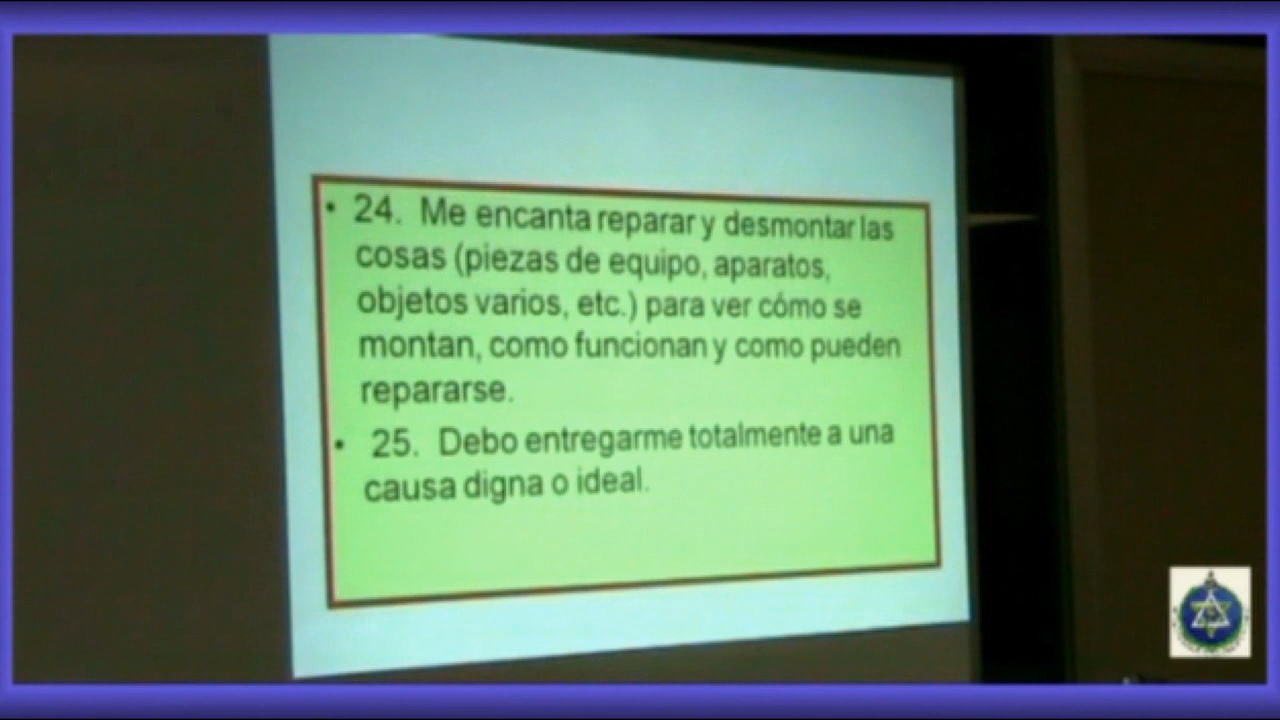 • 24. Me encanta reparar y desmontar las
cosas (piezas de equipo, aparatos,
objetos varios, etc.) para ver cómo se
montan, como funcionan y como pueden
repararse.
• 25. Debo entregarme totalmente a una
causa digna o ideal.